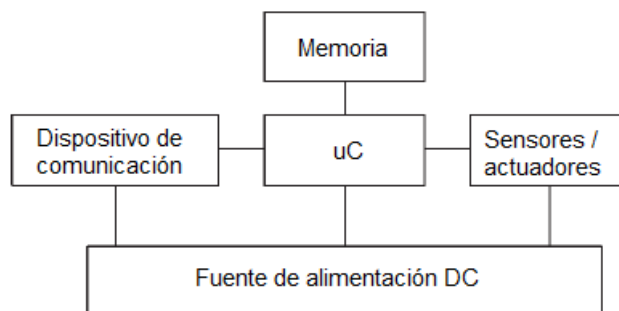 Memoria
Dispositivo de
comunicación
uC
Sensores /
actuadores
Fuente de alimentación DC